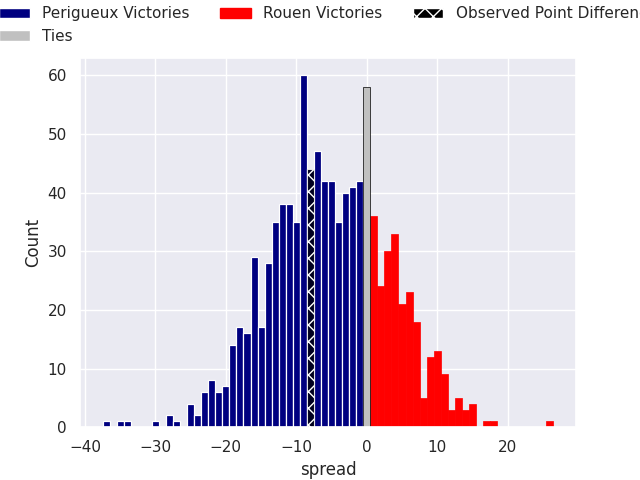 Perigueux Victories Rouen Victories Observed Point Differen
Ties
60
50
40
30
20
10
0
Count
−40 −30 −20 −10 0 10 20
spread